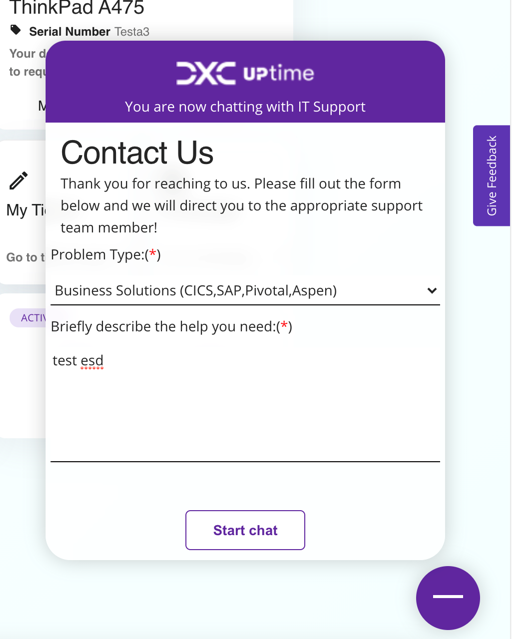 ThinkPad A475
Serial Number Testa3
Your d
to requ
M
DXC UPtime
You are now chatting with IT Support
Contact Us
Thank you for reaching to us. Please fill out the form
below and we will direct you to the appropriate support
team member!
Problem Type:(*)
Business Solutions (CICS,SAP,Pivotal,Aspen)
Briefly describe the help you need:(*)
test esd
Start chat
Give Feedback
My Ti
Go to t
ACTIV